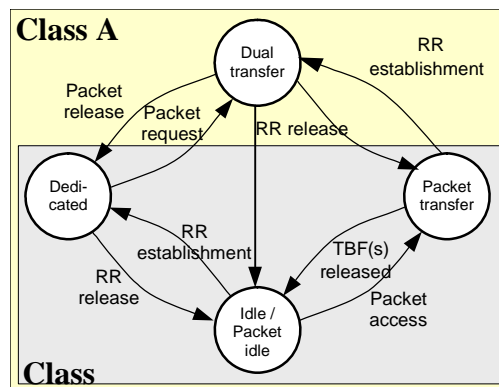 Class A
Dual
transfer
RR
establishment
Packet
release
Packet
request
RR release
Dedi-
cated
Packet
transfer
RR
establishment
TBF(s)
released
RR
release
Packet
access
Idle /
Packet
idle
Class